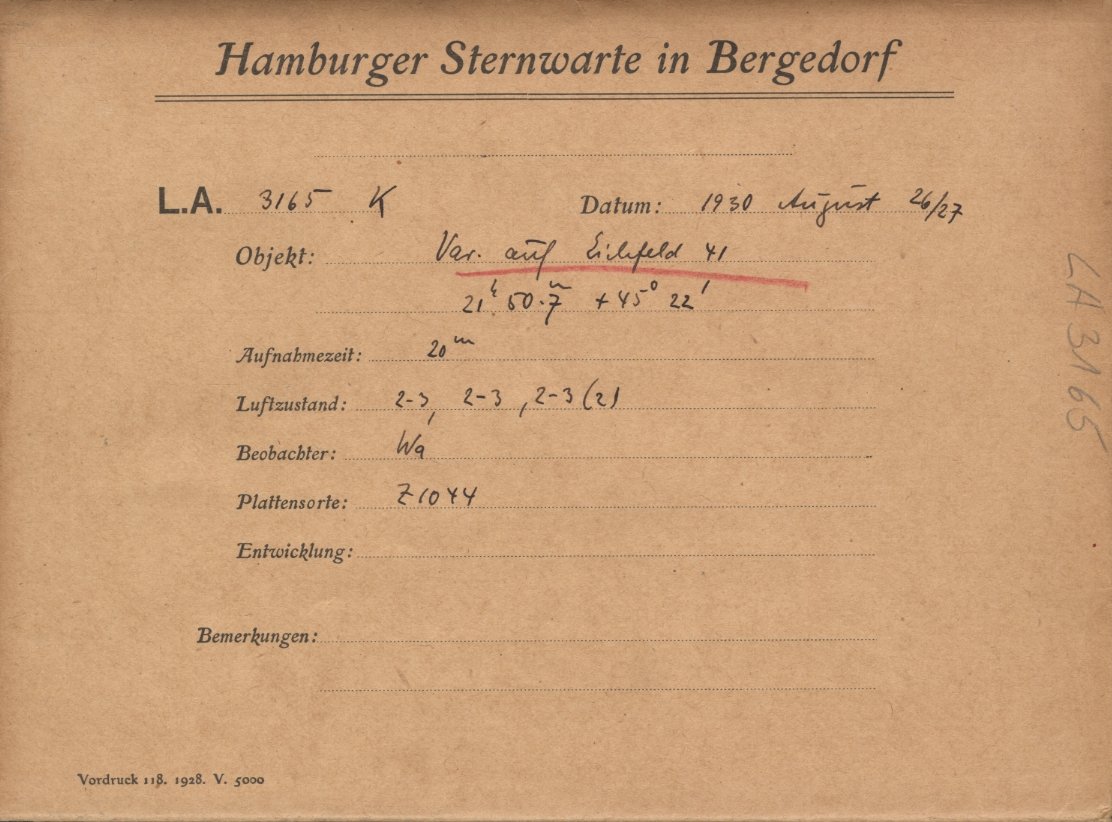 Hamburger Sternwarte in Bergedorf
L.A. 3165 K
Datum: 1930 August 26/27
Objekt: Var. auf Eichfeld 41
21h 50.7m +45° 22'
Aufnahmezeit: 20m
Luftzustand: 2-3, 2-3, 2-3 (2)
Beobachter: Wa
Plattensorte: Z1044
Entwicklung:
Bemerkungen:
Vordruck 118. 1928. V. 5000
LA 3165